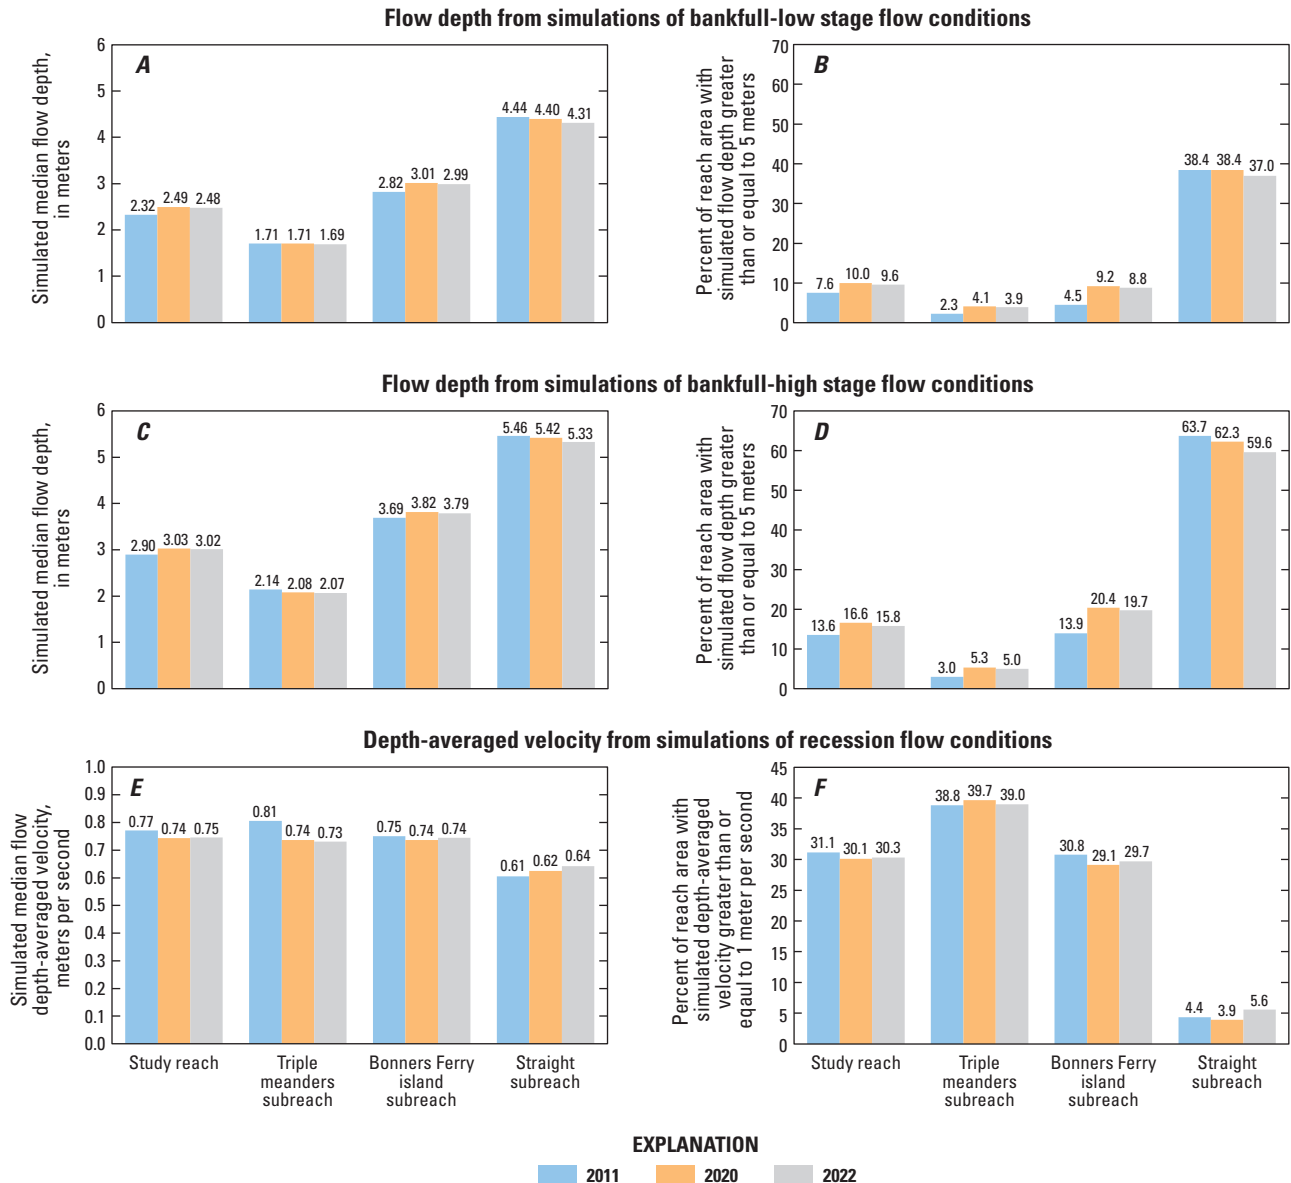 Flow depth from simulations of bankfull-low stage flow conditions
A
Simulated median flow depth,
in meters
6
5
4
3
2
1
0
2.32 2.49 2.48
1.71 1.71 1.69
2.82 3.01 2.99
4.44 4.40 4.31
B
Percent of reach area with
simulated flow depth greater
than or equal to 5 meters
70
60
50
40
30
20
10
0
7.6 10.0 9.6
2.3 4.1 3.9
4.5 9.2 8.8
38.4 38.4 37.0
Flow depth from simulations of bankfull-high stage flow conditions
C
Simulated median flow depth,
in meters
6
5
4
3
2
1
0
2.90 3.03 3.02
2.14 2.08 2.07
3.69 3.82 3.79
5.46 5.42 5.33
D
Percent of reach area with
simulated flow depth greater
than or equal to 5 meters
70
60
50
40
30
20
10
0
13.6 16.6 15.8
3.0 5.3 5.0
13.9 20.4 19.7
63.7 62.3 59.6
Depth-averaged velocity from simulations of recession flow conditions
E
Simulated median flow
depth-averaged velocity,
meters per second
1.0
0.9
0.8
0.7
0.6
0.5
0.4
0.3
0.2
0.1
0.0
0.77 0.74 0.75
0.81 0.74 0.73
0.75 0.74 0.74
0.61 0.62 0.64
Study reach
Triple
meanders
subreach
Bonners Ferry
island
subreach
Straight
subreach
F
Percent of reach area with
simulated depth-averaged
velocity greater than or
eqaul to 1 meter per second
45
40
35
30
25
20
15
10
5
0
31.1 30.1 30.3
38.8 39.7 39.0
30.8 29.1 29.7
4.4 3.9 5.6
Study reach
Triple
meanders
subreach
Bonners Ferry
island
subreach
Straight
subreach
EXPLANATION
2011 2020 2022